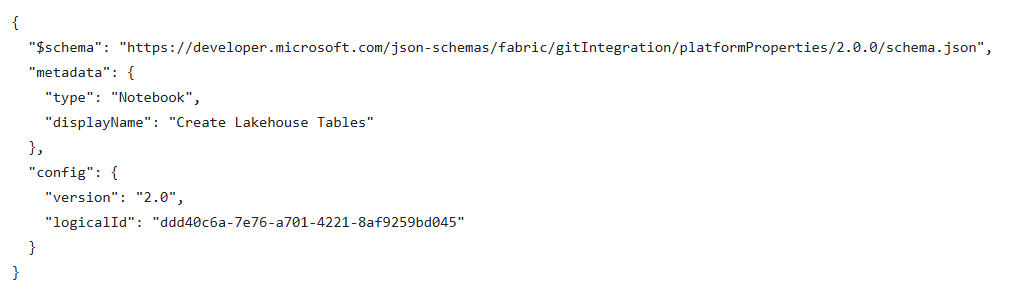 {
  "$schema": "https://developer.microsoft.com/json-schemas/fabric/gitIntegration/platformProperties/2.0.0/schema.json",
  "metadata": {
    "type": "Notebook",
    "displayName": "Create Lakehouse Tables"
  },
  "config": {
    "version": "2.0",
    "logicalId": "ddd40c6a-7e76-a701-4221-8af9259bd045"
  }
}